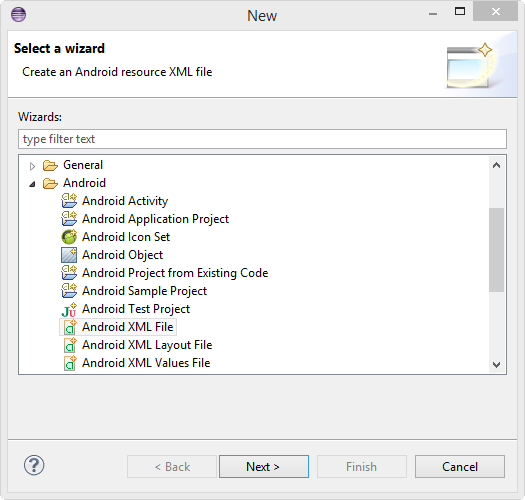 New
Select a wizard
Create an Android resource XML file
Wizards:
type filter text
General
Android
Android Activity
Android Application Project
Android Icon Set
Android Object
Android Project from Existing Code
Android Sample Project
Android Test Project
Android XML File
Android XML Layout File
Android XML Values File
? < Back Next > Finish Cancel